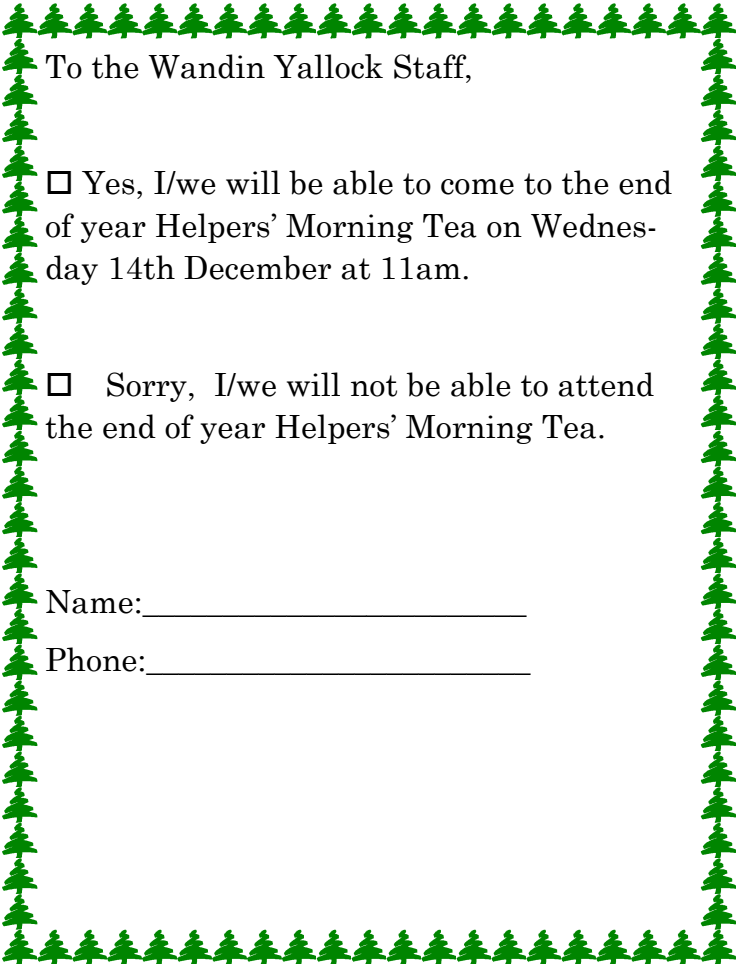 To the Wandin Yallock Staff,
☐ Yes, I/we will be able to come to the end
of year Helpers’ Morning Tea on Wednes-
day 14th December at 11am.
☐ Sorry, I/we will not be able to attend
the end of year Helpers’ Morning Tea.
Name:________________________
Phone:________________________